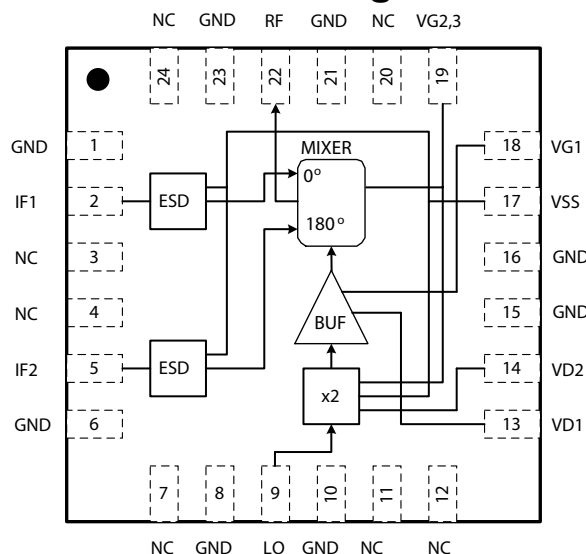 NC GND RF GND NC VG2,3
24 23 22 21 20 19
GND 1 MIXER 18 VG1
0°
IF1 2 ESD 17 VSS
180°
NC 3 16 GND
NC 4 BUF 15 GND
IF2 5 ESD 14 VD2
x2
GND 6 13 VD1
7 8 9 10 11 12
NC GND LO GND NC NC